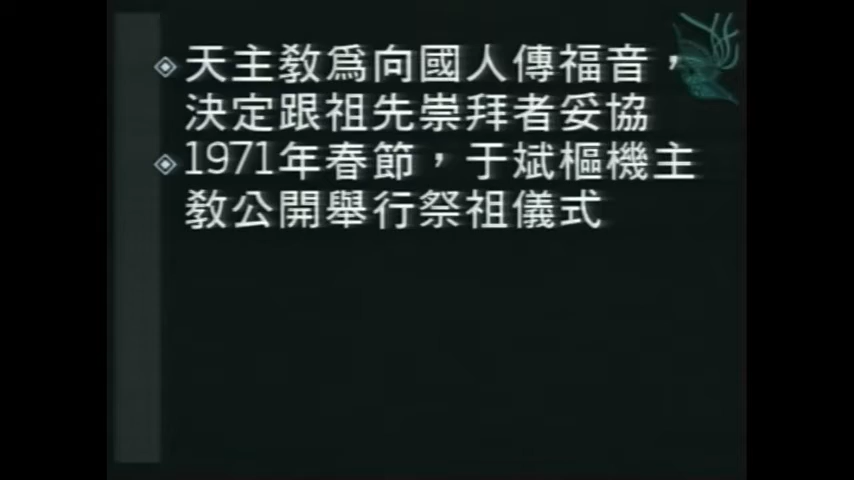 天主教為向國人傳福音，
決定跟祖先崇拜者妥協
1971年春節，于斌樞機主
教公開舉行祭祖儀式